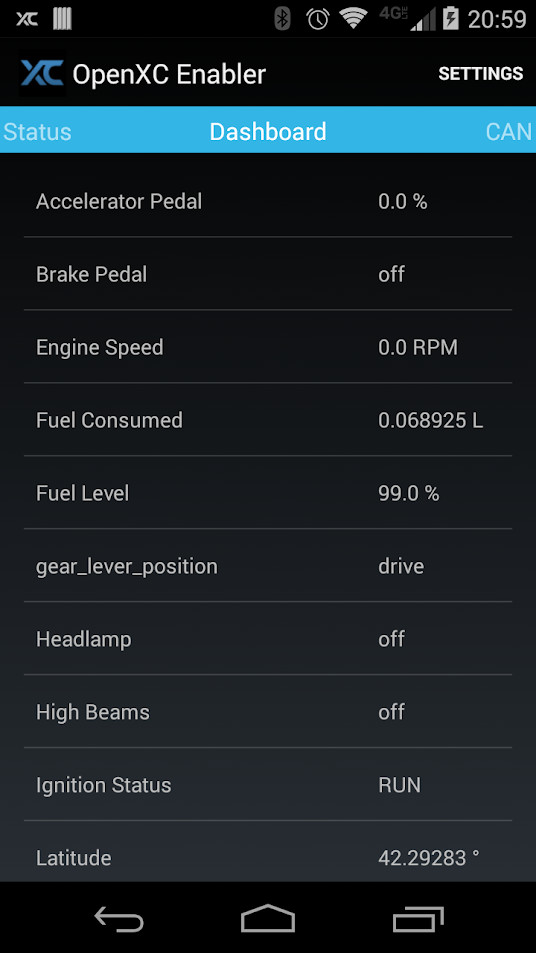 XC 4G LTE 20:59
XC OpenXC Enabler SETTINGS
Status Dashboard CAN
Accelerator Pedal 0.0 %
Brake Pedal off
Engine Speed 0.0 RPM
Fuel Consumed 0.068925 L
Fuel Level 99.0 %
gear_lever_position drive
Headlamp off
High Beams off
Ignition Status RUN
Latitude 42.29283 °